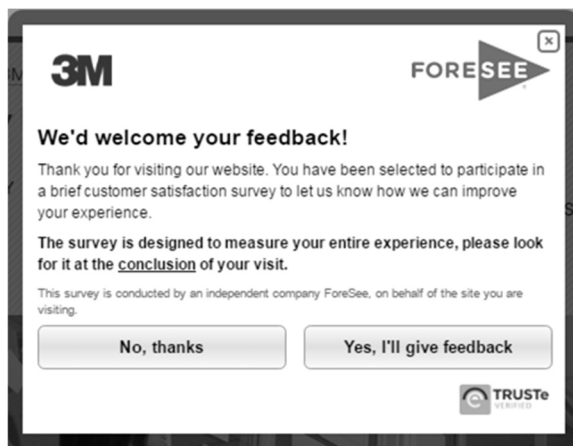 3M
FORESEE
We'd welcome your feedback!
Thank you for visiting our website. You have been selected to participate in
a brief customer satisfaction survey to let us know how we can improve
your experience.
The survey is designed to measure your entire experience, please look
for it at the conclusion of your visit.
This survey is conducted by an independent company ForeSee, on behalf of the site you are
visiting.
No, thanks
Yes, I'll give feedback
TRUSTe
VERIFIED